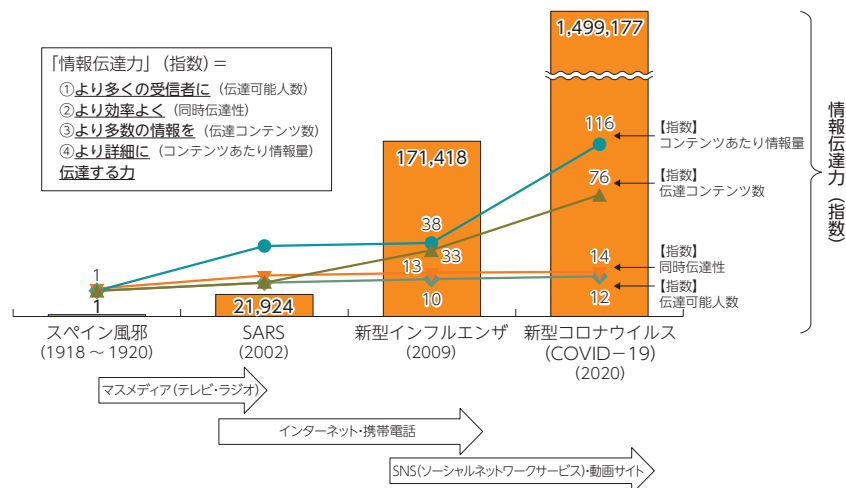 「情報伝達力」(指数)=
①より多くの受信者に(伝達可能人数)
②より効率よく(同時伝達性)
③より多数の情報を(伝達コンテンツ数)
④より詳細に(コンテンツあたり情報量)
伝達する力
1,499,177
171,418
21,924
116
【指数】
コンテンツあたり情報量
76
【指数】
伝達コンテンツ数
38
33
13
10
14
【指数】
同時伝達性
12
【指数】
伝達可能人数
1
1
情報伝達力(指数)
スペイン風邪
(1918~1920)
SARS
(2002)
新型インフルエンザ
(2009)
新型コロナウイルス
(COVID-19)
(2020)
マスメディア(テレビ・ラジオ)
インターネット・携帯電話
SNS(ソーシャルネットワークサービス)・動画サイト